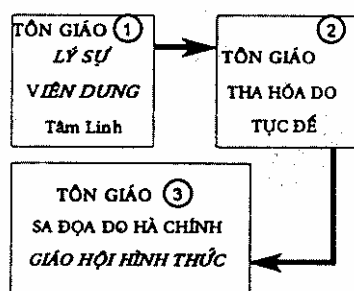 TÔN GIÁO ①
LÝ SỰ
VIÊN DUNG
Tâm Linh
②
TÔN GIÁO
THA HÓA DO
TỤC ĐẾ
TÔN GIÁO ③
SA ĐỌA DO HÀ CHÍNH
GIÁO HỘI HÌNH THỨC